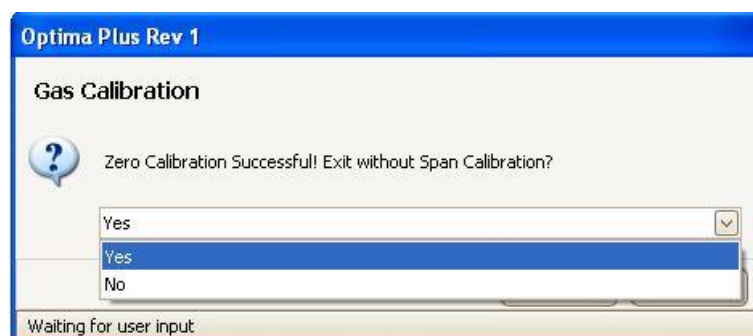 Optima Plus Rev 1
Gas Calibration
Zero Calibration Successful! Exit without Span Calibration?
Yes
Yes
No
Waiting for user input